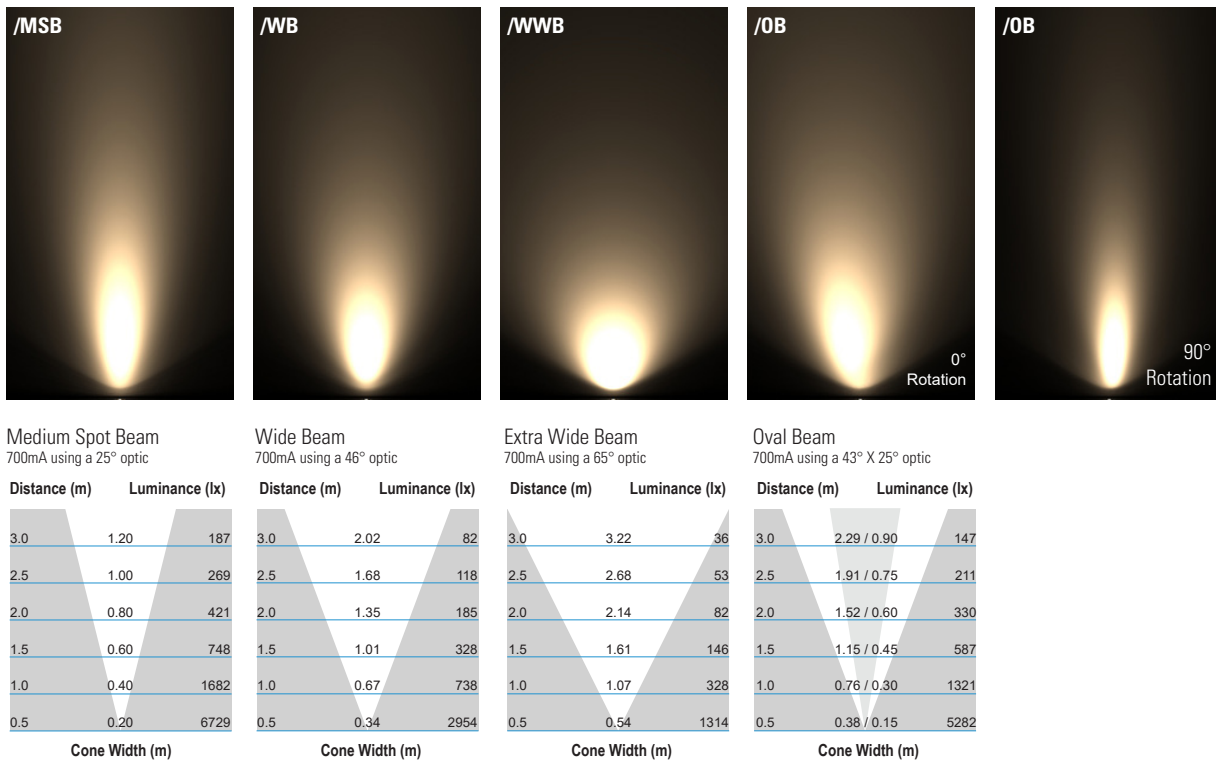 /MSB
/WB
/WWB
/OB
0°
Rotation
/OB
90°
Rotation
Medium Spot Beam
700mA using a 25° optic
Distance (m) Luminance (lx)
3.0 1.20 187
2.5 1.00 269
2.0 0.80 421
1.5 0.60 748
1.0 0.40 1682
0.5 0.20 6729
Cone Width (m)
Wide Beam
700mA using a 46° optic
Distance (m) Luminance (lx)
3.0 2.02 82
2.5 1.68 118
2.0 1.35 185
1.5 1.01 328
1.0 0.67 738
0.5 0.34 2954
Cone Width (m)
Extra Wide Beam
700mA using a 65° optic
Distance (m) Luminance (lx)
3.0 3.22 36
2.5 2.68 53
2.0 2.14 82
1.5 1.61 146
1.0 1.07 328
0.5 0.54 1314
Cone Width (m)
Oval Beam
700mA using a 43° X 25° optic
Distance (m) Luminance (lx)
3.0 2.29 / 0.90 147
2.5 1.91 / 0.75 211
2.0 1.52 / 0.60 330
1.5 1.15 / 0.45 587
1.0 0.76 / 0.30 1321
0.5 0.38 / 0.15 5282
Cone Width (m)